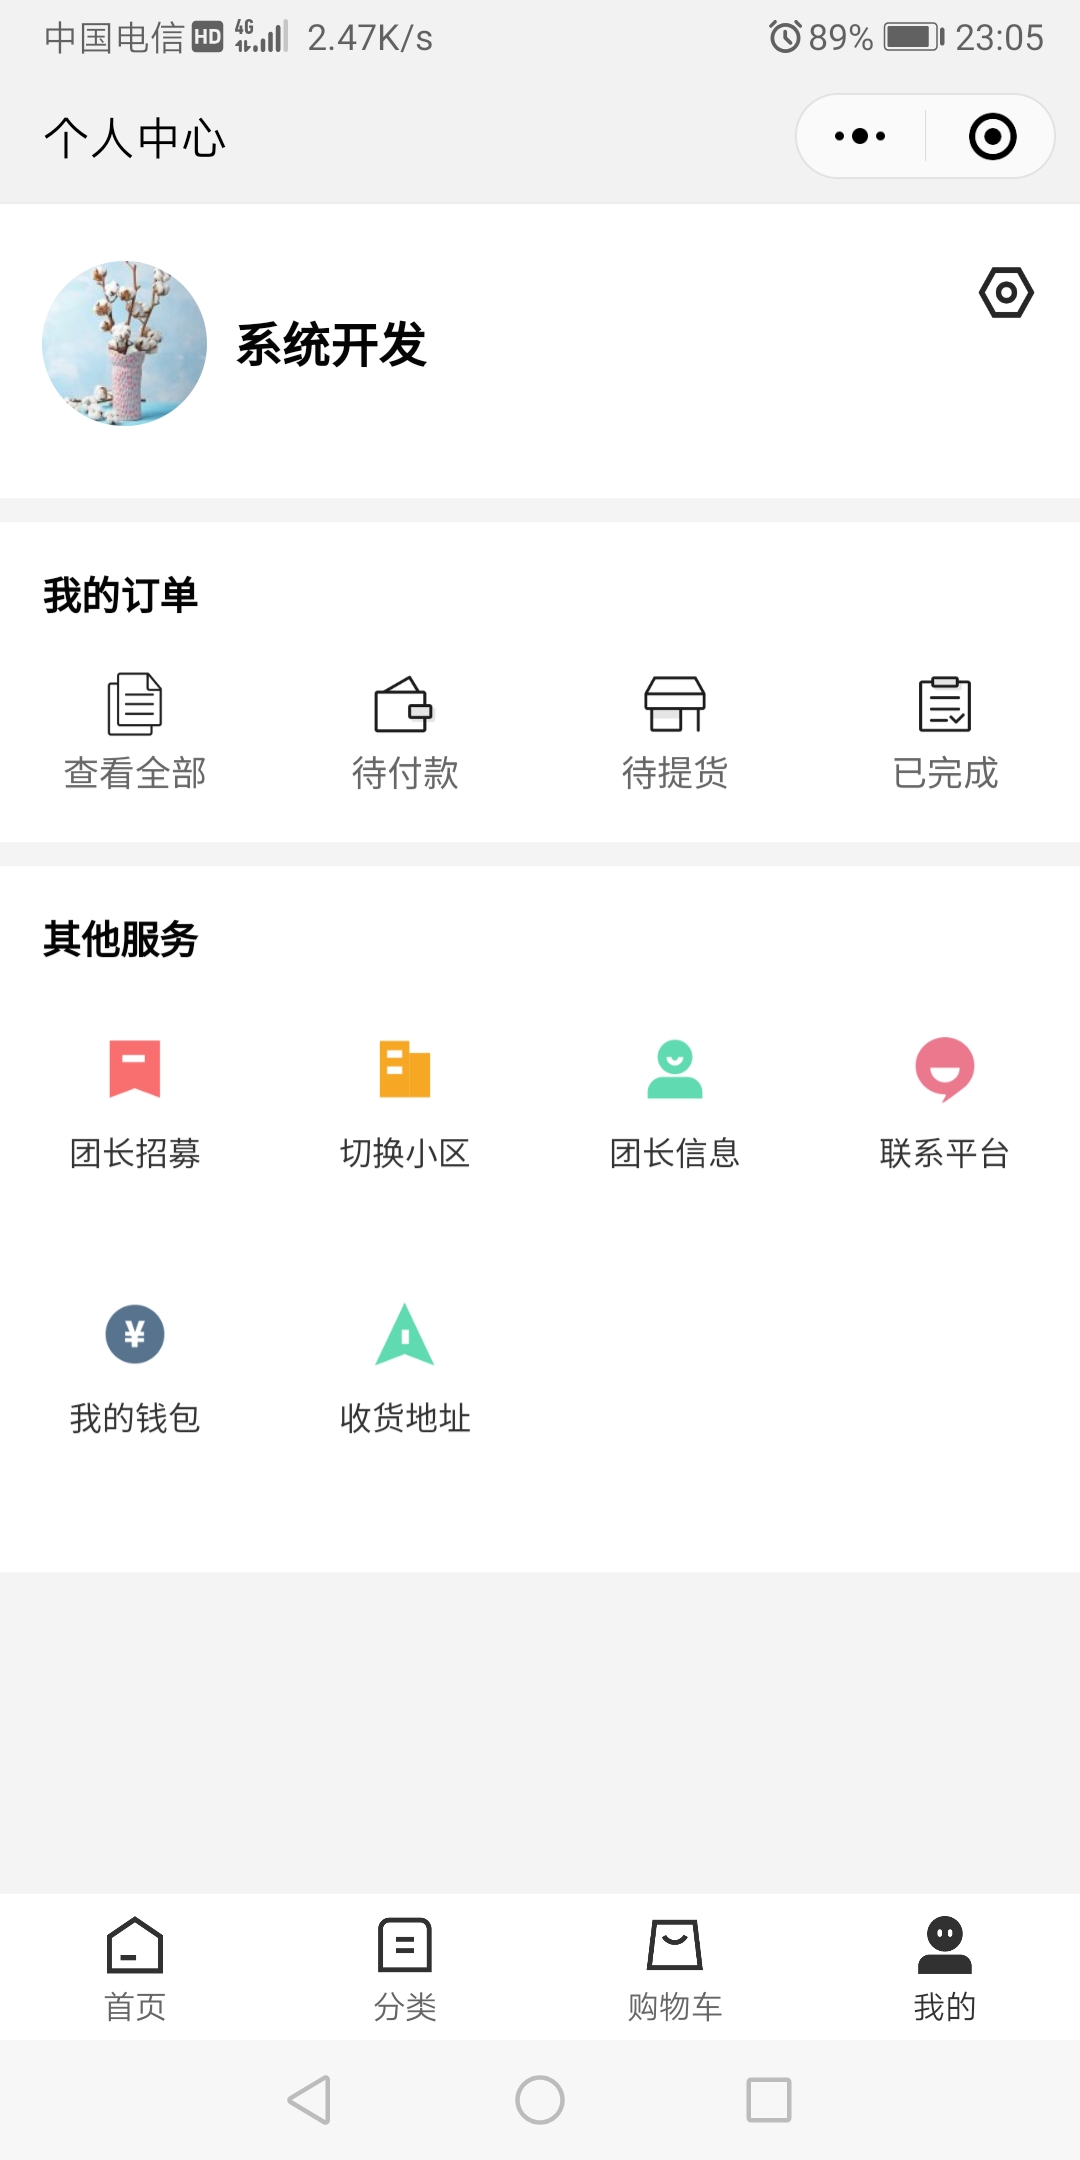 中国电信 HD 4G 2.47K/s 89% 23:05
个人中心
系统开发
我的订单
查看全部 待付款 待提货 已完成
其他服务
团长招募 切换小区 团长信息 联系平台
¥
我的钱包 收货地址
首页 分类 购物车 我的